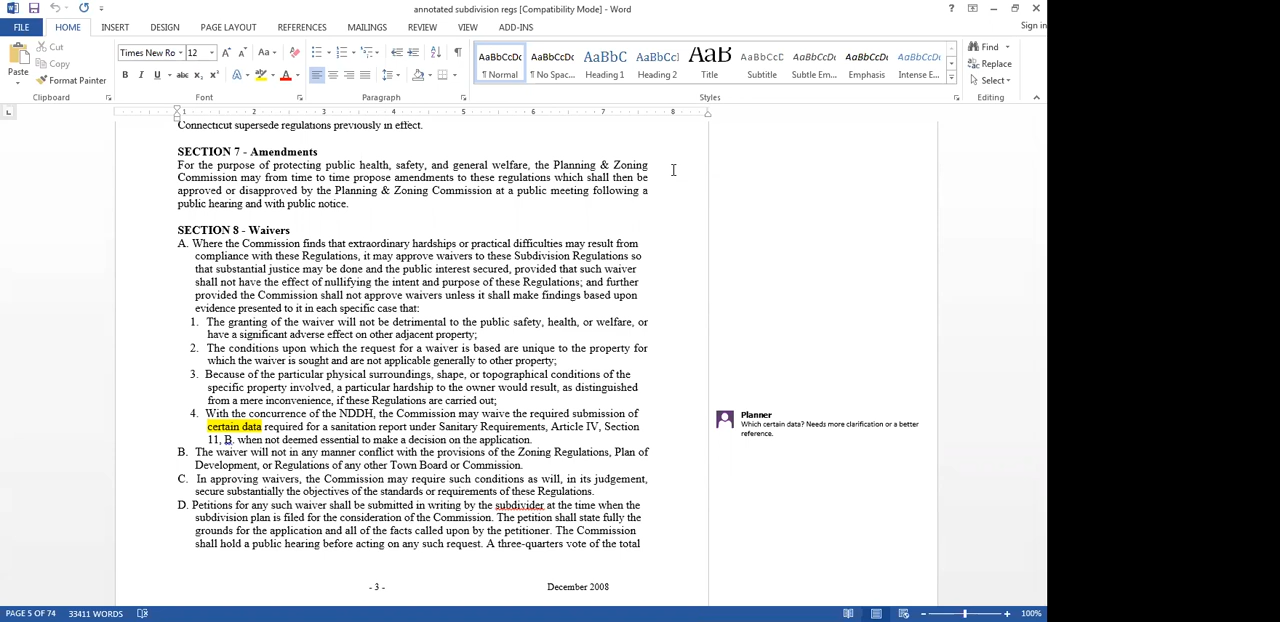 annotated subdivision regs [Compatibility Mode] - Word
Sign in
FILE HOME INSERT DESIGN PAGE LAYOUT REFERENCES MAILINGS REVIEW VIEW ADD-INS
Paste
Cut
Copy
Format Painter
Clipboard
Times New Ro 12
Font
Paragraph
AaBbCcDc AaBbCcDc AaBbC AaBbCc AaB AaBbCcC AaBbCcDc AaBbCcDc AaBbCcDc
¶ Normal ¶ No Spac... Heading 1 Heading 2 Title Subtitle Subtle Em... Emphasis Intense E...
Styles
Find
Replace
Select
Editing
1 2 3 4 5 6 7 8
Connecticut supersede regulations previously in effect.
SECTION 7 - Amendments
For the purpose of protecting public health, safety, and general welfare, the Planning & Zoning
Commission may from time to time propose amendments to these regulations which shall then be
approved or disapproved by the Planning & Zoning Commission at a public meeting following a
public hearing and with public notice.
SECTION 8 - Waivers
A. Where the Commission finds that extraordinary hardships or practical difficulties may result from
compliance with these Regulations, it may approve waivers to these Subdivision Regulations so
that substantial justice may be done and the public interest secured, provided that such waiver
shall not have the effect of nullifying the intent and purpose of these Regulations; and further
provided the Commission shall not approve waivers unless it shall make findings based upon
evidence presented to it in each specific case that:
1. The granting of the waiver will not be detrimental to the public safety, health, or welfare, or
have a significant adverse effect on other adjacent property;
2. The conditions upon which the request for a waiver is based are unique to the property for
which the waiver is sought and are not applicable generally to other property;
3. Because of the particular physical surroundings, shape, or topographical conditions of the
specific property involved, a particular hardship to the owner would result, as distinguished
from a mere inconvenience, if these Regulations are carried out;
4. With the concurrence of the NDDH, the Commission may waive the required submission of
certain data required for a sanitation report under Sanitary Requirements, Article IV, Section
11, B. when not deemed essential to make a decision on the application.
B. The waiver will not in any manner conflict with the provisions of the Zoning Regulations, Plan of
Development, or Regulations of any other Town Board or Commission.
C. In approving waivers, the Commission may require such conditions as will, in its judgement,
secure substantially the objectives of the standards or requirements of these Regulations.
D. Petitions for any such waiver shall be submitted in writing by the subdivider at the time when the
subdivision plan is filed for the consideration of the Commission. The petition shall state fully the
grounds for the application and all of the facts called upon by the petitioner. The Commission
shall hold a public hearing before acting on any such request. A three-quarters vote of the total
- 3 - December 2008
Planner
Which certain data? Needs more clarification or a better
reference.
PAGE 5 OF 74 33411 WORDS
100%